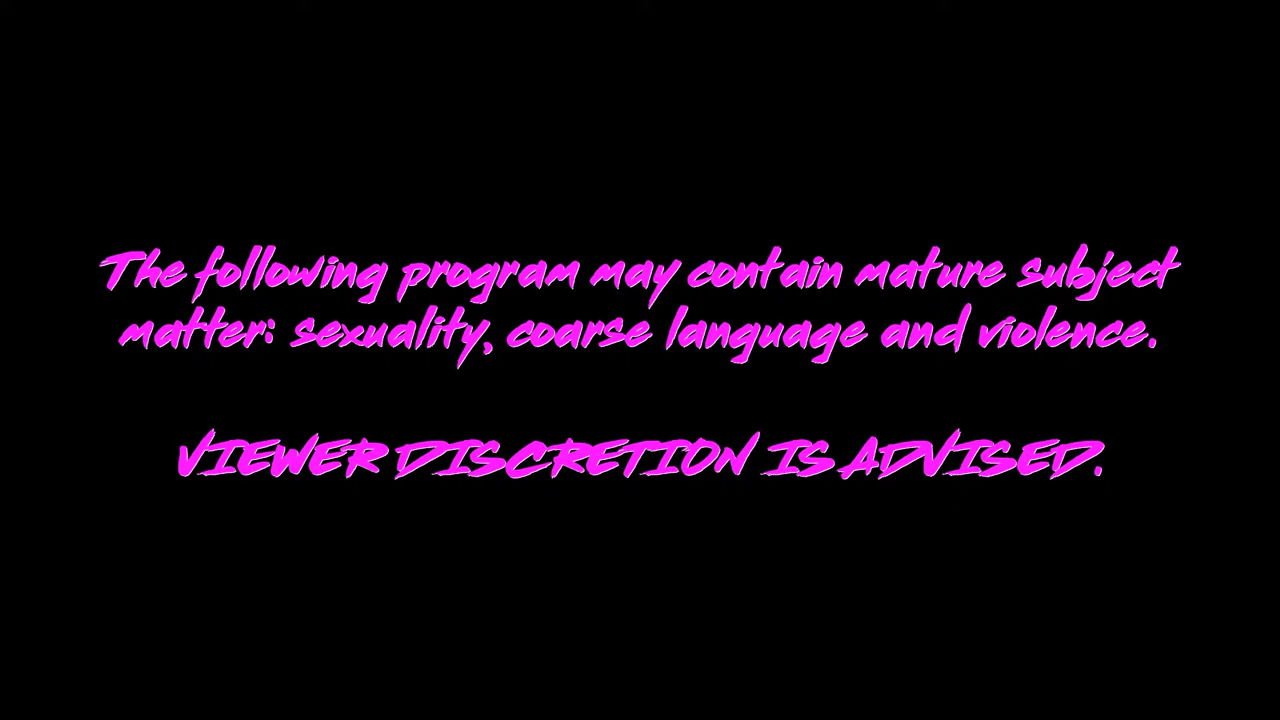 The following program may contain mature subject
matter: sexuality, coarse language and violence.
VIEWER DISCRETION IS ADVISED.